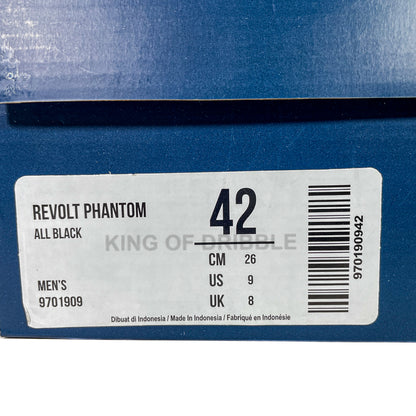 REVOLT PHANTOM
ALL BLACK
42
KING OF DRIBBLE
CM 26
US 9
UK 8
MEN'S
9701909
970190942
Dibuat di Indonesia / Made In Indonesia / Fabriqué en Indonésie